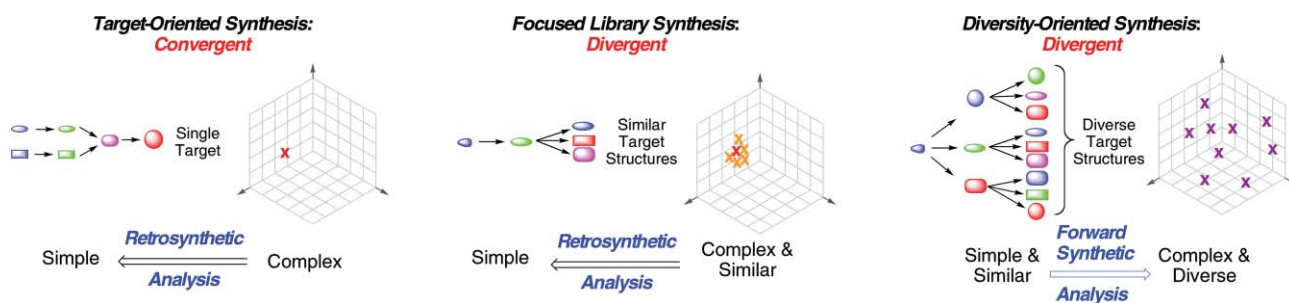 Target-Oriented Synthesis:
Convergent
Single
Target
X
Simple
Retrosynthetic
Analysis
Complex
Focused Library Synthesis:
Divergent
Similar
Target
Structures
X
X
X X
X X
X
Simple
Retrosynthetic
Analysis
Complex &
Similar
Diversity-Oriented Synthesis:
Divergent
Diverse
Target
Structures
X
X
X X X
X
X X
X X
Simple &
Similar
Forward
Synthetic
Analysis
Complex &
Diverse